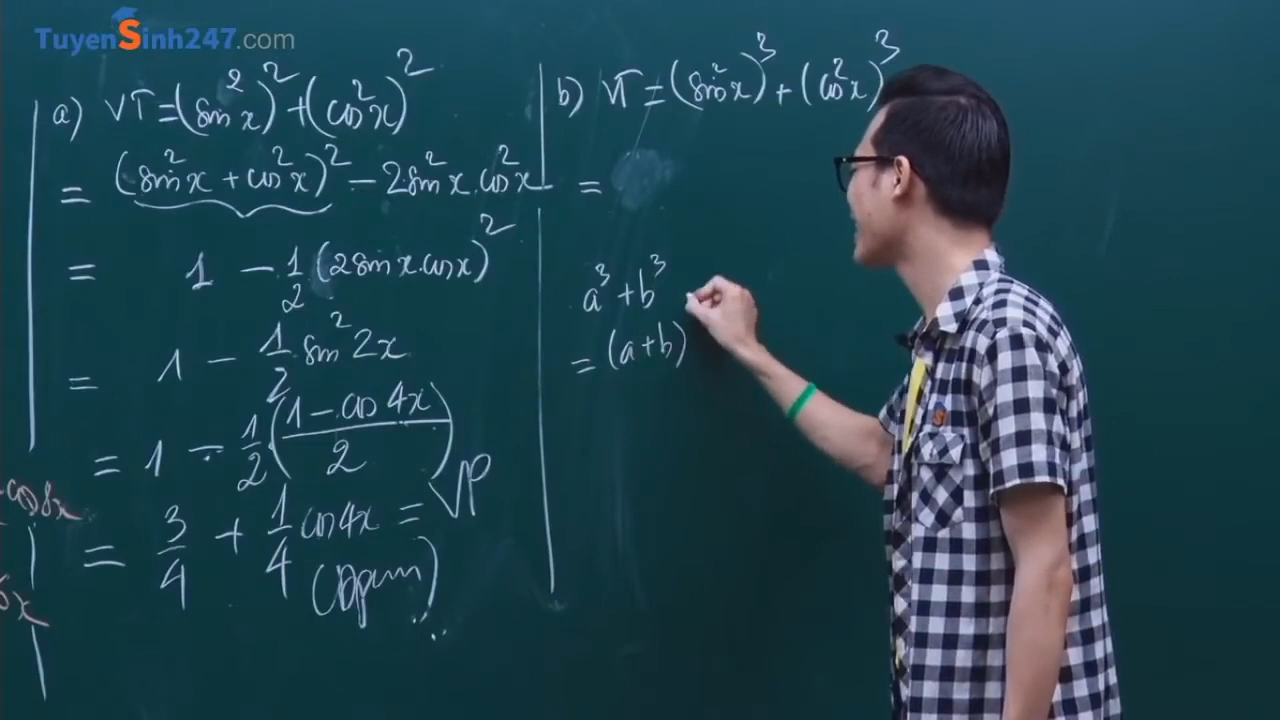 TuyenSinh247.com
a) VT = (sin²x)² + (cos²x)²
= (sin²x + cos²x)² - 2sin²x.cos²x
= 1 - 1/2 (2sinx.cosx)²
= 1 - 1/2 sin²2x
= 1 - 1/2 ((1 - cos4x)/2)
= 3/4 + 1/4 cos4x = VP
(Đpcm)
cos8x
b) VT = (sin²x)³ + (cos²x)³
=
a³ + b³
= (a+b)